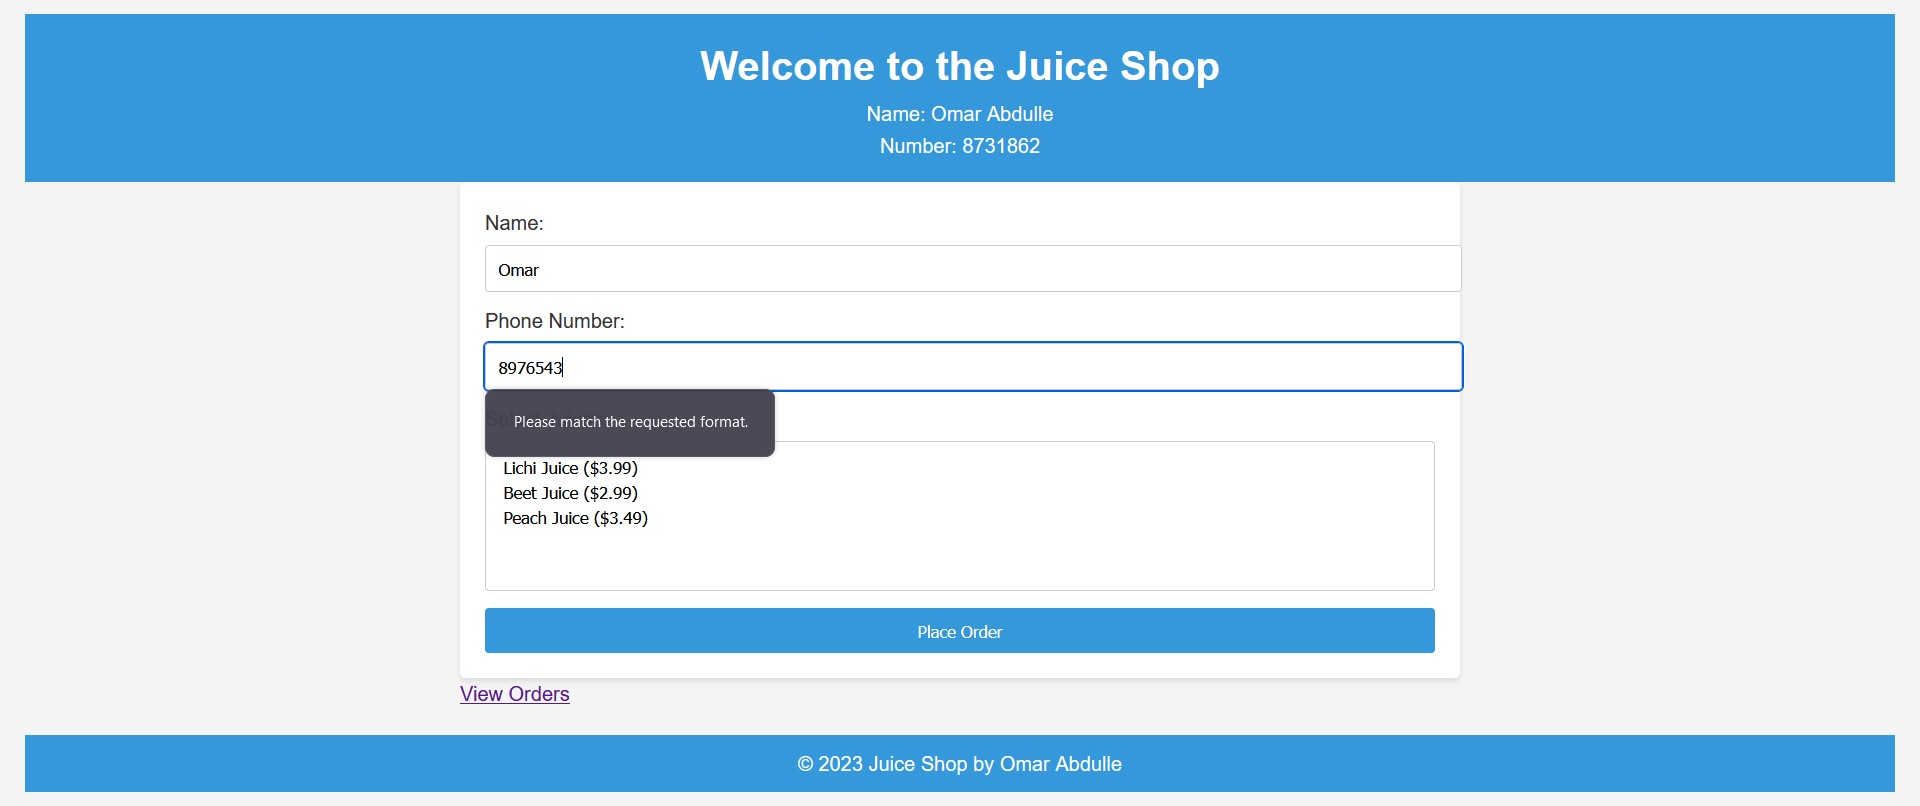 Welcome to the Juice Shop
Name: Omar Abdulle
Number: 8731862
Name:
Omar
Phone Number:
8976543
Please match the requested format.
Lichi Juice ($3.99)
Beet Juice ($2.99)
Peach Juice ($3.49)
Place Order
View Orders
© 2023 Juice Shop by Omar Abdulle